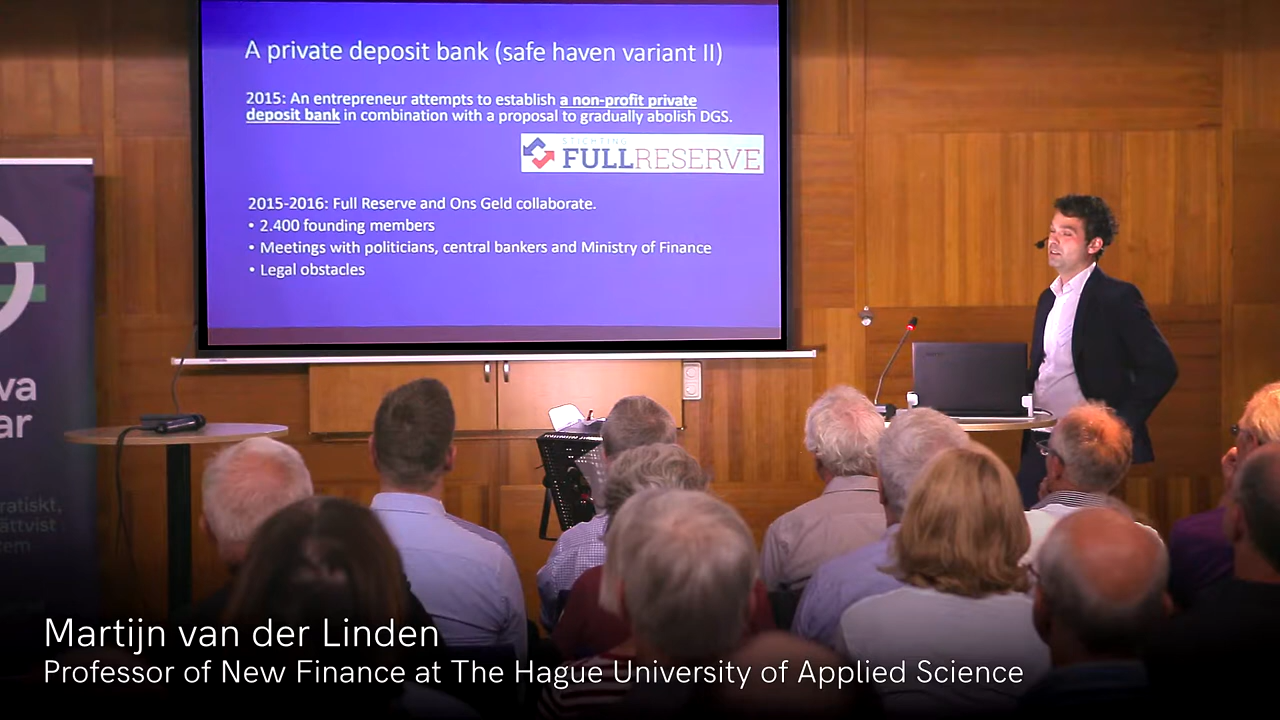 A private deposit bank (safe haven variant II)
2015: An entrepreneur attempts to establish a non-profit private
deposit bank in combination with a proposal to gradually abolish DGS.
STICHTING
FULLRESERVE
2015-2016: Full Reserve and Ons Geld collaborate.
• 2.400 founding members
• Meetings with politicians, central bankers and Ministry of Finance
• Legal obstacles
va
ar
ratiskt,
ättvist
tem
Martijn van der Linden
Professor of New Finance at The Hague University of Applied Science